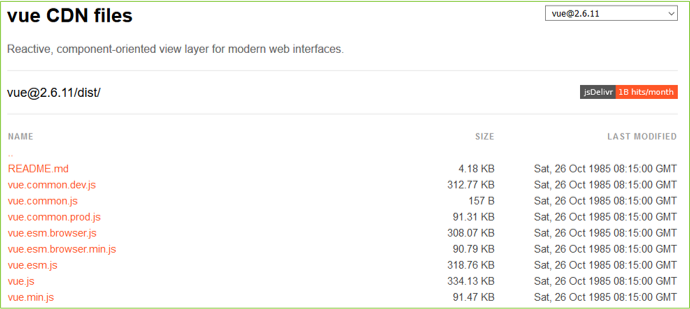 vue CDN files
vue@2.6.11
Reactive, component-oriented view layer for modern web interfaces.
vue@2.6.11/dist/
jsDelivr 1B hits/month
NAME SIZE LAST MODIFIED
..
README.md 4.18 KB Sat, 26 Oct 1985 08:15:00 GMT
vue.common.dev.js 312.77 KB Sat, 26 Oct 1985 08:15:00 GMT
vue.common.js 157 B Sat, 26 Oct 1985 08:15:00 GMT
vue.common.prod.js 91.31 KB Sat, 26 Oct 1985 08:15:00 GMT
vue.esm.browser.js 308.07 KB Sat, 26 Oct 1985 08:15:00 GMT
vue.esm.browser.min.js 90.79 KB Sat, 26 Oct 1985 08:15:00 GMT
vue.esm.js 318.76 KB Sat, 26 Oct 1985 08:15:00 GMT
vue.js 334.13 KB Sat, 26 Oct 1985 08:15:00 GMT
vue.min.js 91.47 KB Sat, 26 Oct 1985 08:15:00 GMT